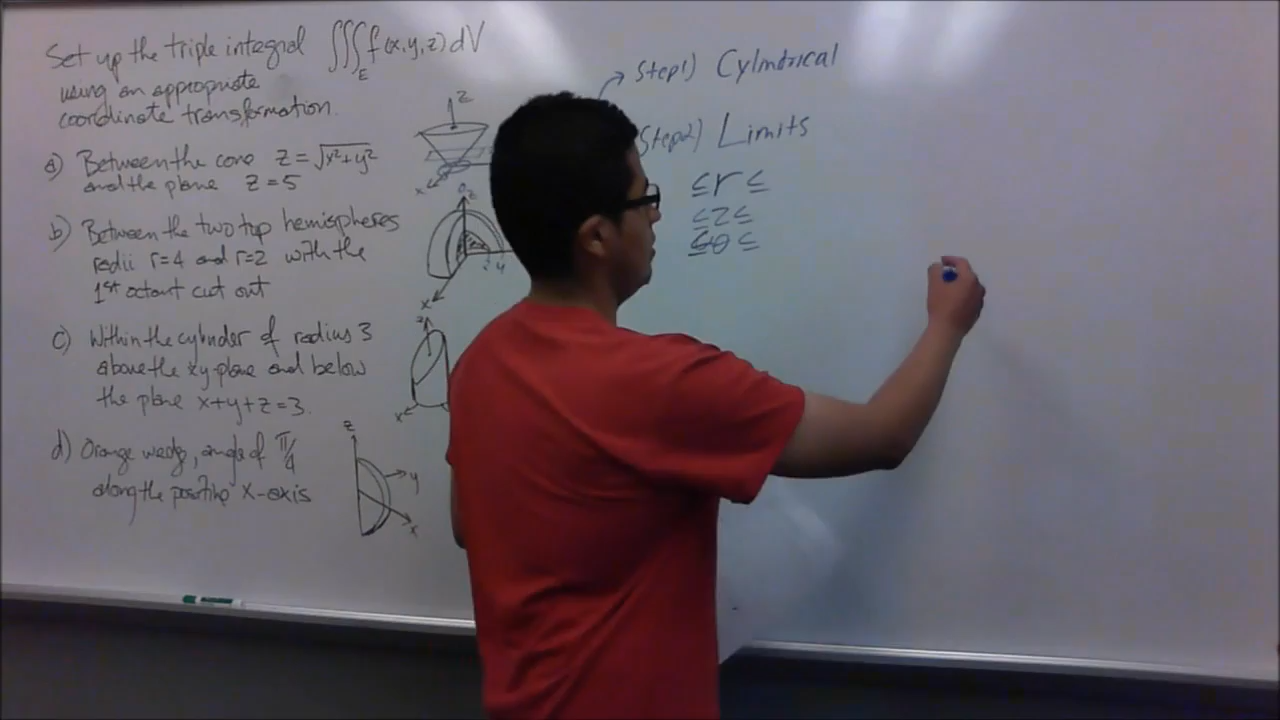 Set up the triple integral ∫∫∫_E f(x,y,z) dV
using an appropriate
coordinate transformation.
a) Between the cone z = √x²+y²
and the plane z = 5
b) Between the two top hemispheres
radii r=4 and r=2 with the
1st octant cut out
c) Within the cylinder of radius 3
above the xy-plane and below
the plane x+y+z=3.
d) Orange wedge, angle of π/4
along the positive x-axis
z
x
z
2 4
x
z
x
z
y
x
Step1) Cylindrical
Step2) Limits
≤ r ≤
≤ z ≤
≤ θ ≤